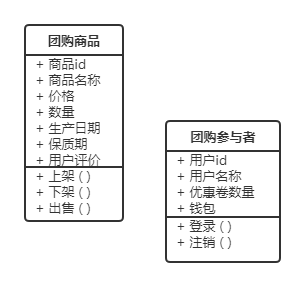 团购商品
+ 商品id
+ 商品名称
+ 价格
+ 数量
+ 生产日期
+ 保质期
+ 用户评价
+ 上架 ( )
+ 下架 ( )
+ 出售 ( )
团购参与者
+ 用户id
+ 用户名称
+ 优惠卷数量
+ 钱包
+ 登录 ( )
+ 注销 ( )